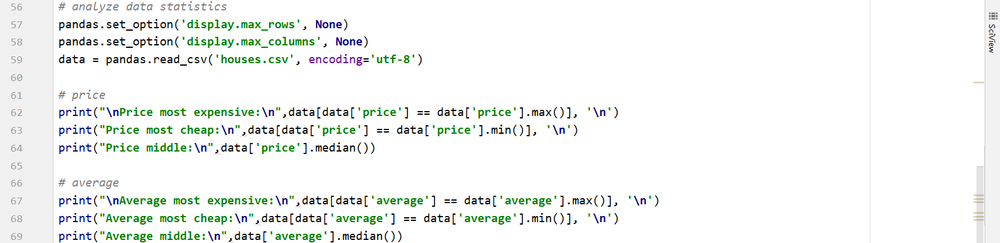 56 # analyze data statistics
57 pandas.set_option('display.max_rows', None)
58 pandas.set_option('display.max_columns', None)
59 data = pandas.read_csv('houses.csv', encoding='utf-8')
60
61 # price
62 print("\nPrice most expensive:\n",data[data['price'] == data['price'].max()], '\n')
63 print("Price most cheap:\n",data[data['price'] == data['price'].min()], '\n')
64 print("Price middle:\n",data['price'].median())
65
66 # average
67 print("\nAverage most expensive:\n",data[data['average'] == data['average'].max()], '\n')
68 print("Average most cheap:\n",data[data['average'] == data['average'].min()], '\n')
69 print("Average middle:\n",data['average'].median())
SciView